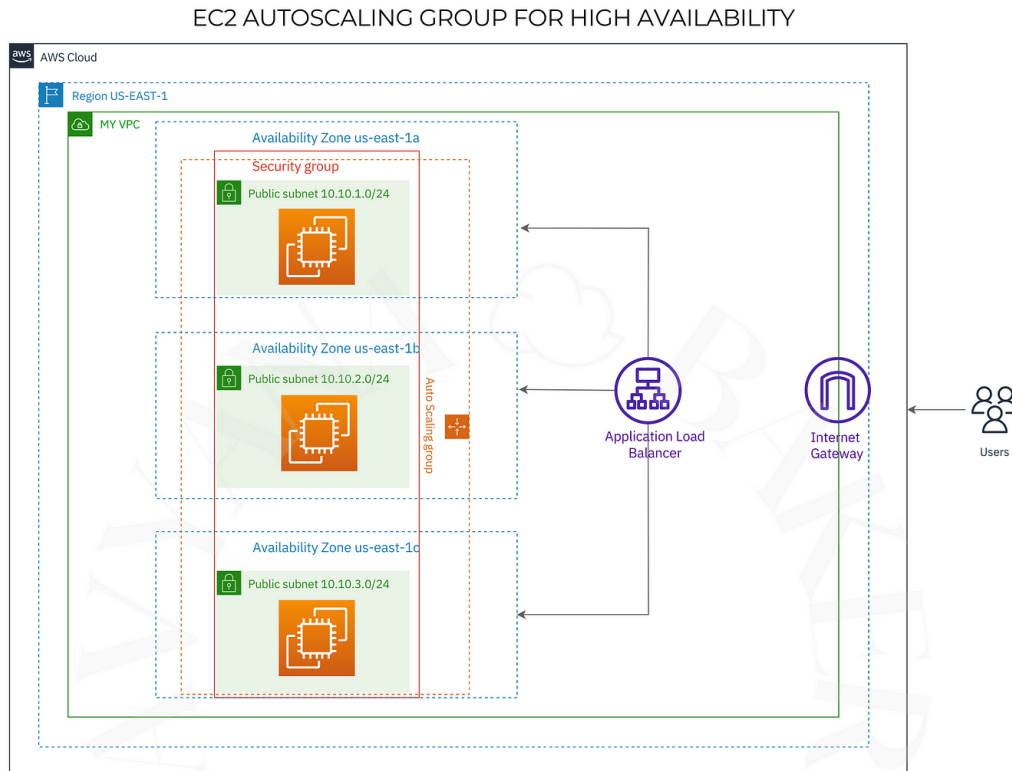 EC2 AUTOSCALING GROUP FOR HIGH AVAILABILITY
aws
AWS Cloud
Region US-EAST-1
MY VPC
Availability Zone us-east-1a
Security group
Public subnet 10.10.1.0/24
Availability Zone us-east-1b
Public subnet 10.10.2.0/24
Auto Scaling group
Application Load
Balancer
Internet
Gateway
Users
Availability Zone us-east-1c
Public subnet 10.10.3.0/24
BAKER